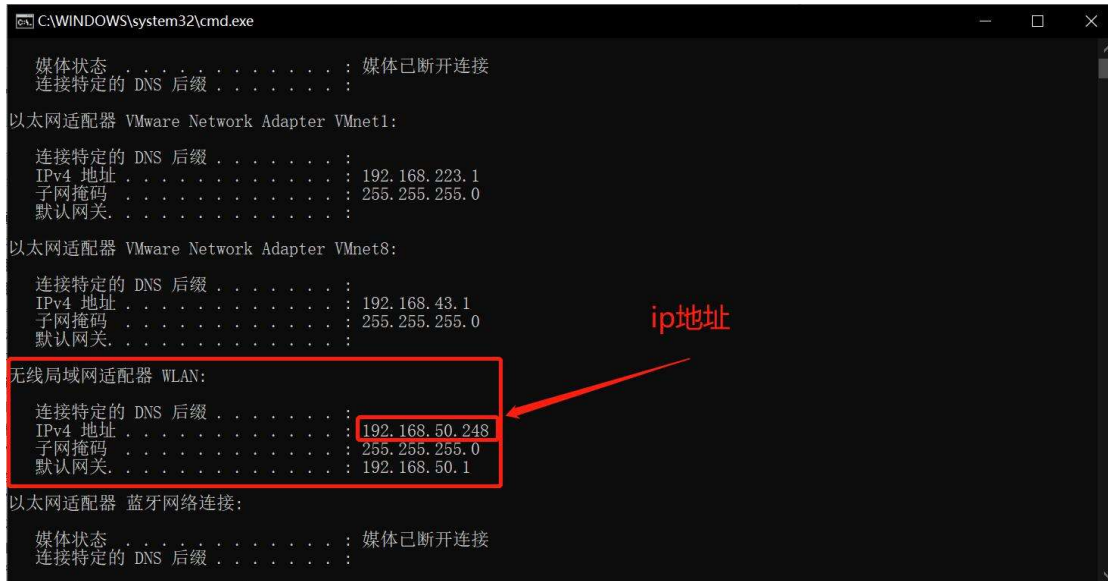 C:\WINDOWS\system32\cmd.exe
媒体状态 . . . . . . . . . . . . : 媒体已断开连接
连接特定的 DNS 后缀 . . . . . . . :
以太网适配器 VMware Network Adapter VMnet1:
连接特定的 DNS 后缀 . . . . . . . :
IPv4 地址 . . . . . . . . . . . . : 192.168.223.1
子网掩码 . . . . . . . . . . . . : 255.255.255.0
默认网关. . . . . . . . . . . . . :
以太网适配器 VMware Network Adapter VMnet8:
连接特定的 DNS 后缀 . . . . . . . :
IPv4 地址 . . . . . . . . . . . . : 192.168.43.1
子网掩码 . . . . . . . . . . . . : 255.255.255.0
默认网关. . . . . . . . . . . . . :
ip地址
无线局域网适配器 WLAN:
连接特定的 DNS 后缀 . . . . . . . :
IPv4 地址 . . . . . . . . . . . . : 192.168.50.248
子网掩码 . . . . . . . . . . . . : 255.255.255.0
默认网关. . . . . . . . . . . . . : 192.168.50.1
以太网适配器 蓝牙网络连接:
媒体状态 . . . . . . . . . . . . : 媒体已断开连接
连接特定的 DNS 后缀 . . . . . . . :